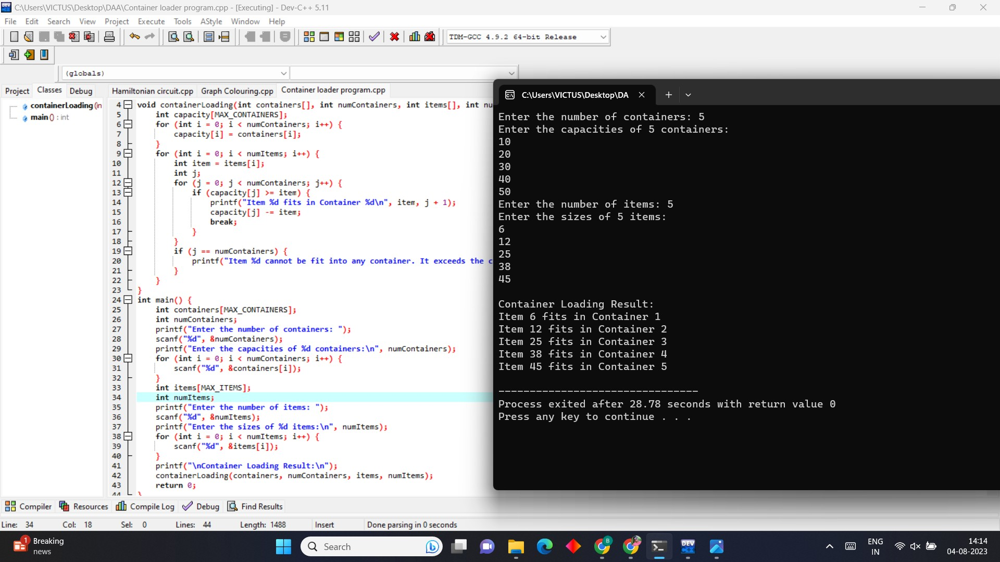 C:\Users\VICTUS\Desktop\DAA\Container loader program.cpp - [Executing] - Dev-C++ 5.11
File Edit Search View Project Execute Tools AStyle Window Help
TDM-GCC 4.9.2 64-bit Release
(globals)
Project Classes Debug
Hamiltonian circuit.cpp Graph Colouring.cpp Container loader program.cpp
containerLoading (in
main () : int
4 void containerLoading(int containers[], int numContainers, int items[], int nu
5 int capacity[MAX_CONTAINERS];
6 for (int i = 0; i < numContainers; i++) {
7 capacity[i] = containers[i];
8 }
9 for (int i = 0; i < numItems; i++) {
10 int item = items[i];
11 int j;
12 for (j = 0; j < numContainers; j++) {
13 if (capacity[j] >= item) {
14 printf("Item %d fits in Container %d\n", item, j + 1);
15 capacity[j] -= item;
16 break;
17 }
18 }
19 if (j == numContainers) {
20 printf("Item %d cannot be fit into any container. It exceeds the c
21 }
22 }
23 }
24 int main() {
25 int containers[MAX_CONTAINERS];
26 int numContainers;
27 printf("Enter the number of containers: ");
28 scanf("%d", &numContainers);
29 printf("Enter the capacities of %d containers:\n", numContainers);
30 for (int i = 0; i < numContainers; i++) {
31 scanf("%d", &containers[i]);
32 }
33 int items[MAX_ITEMS];
34 int numItems;
35 printf("Enter the number of items: ");
36 scanf("%d", &numItems);
37 printf("Enter the sizes of %d items:\n", numItems);
38 for (int i = 0; i < numItems; i++) {
39 scanf("%d", &items[i]);
40 }
41 printf("\nContainer Loading Result:\n");
42 containerLoading(containers, numContainers, items, numItems);
43 return 0;
44 }
C:\Users\VICTUS\Desktop\DA
Enter the number of containers: 5
Enter the capacities of 5 containers:
10
20
30
40
50
Enter the number of items: 5
Enter the sizes of 5 items:
6
12
25
38
45
Container Loading Result:
Item 6 fits in Container 1
Item 12 fits in Container 2
Item 25 fits in Container 3
Item 38 fits in Container 4
Item 45 fits in Container 5
--------------------------------
Process exited after 28.78 seconds with return value 0
Press any key to continue . . .
Compiler Resources Compile Log Debug Find Results
Line: 34 Col: 18 Sel: 0 Lines: 44 Length: 1488 Insert Done parsing in 0 seconds
1
Breaking
news
Search
B
DEV
ENG
IN
14:14
04-08-2023